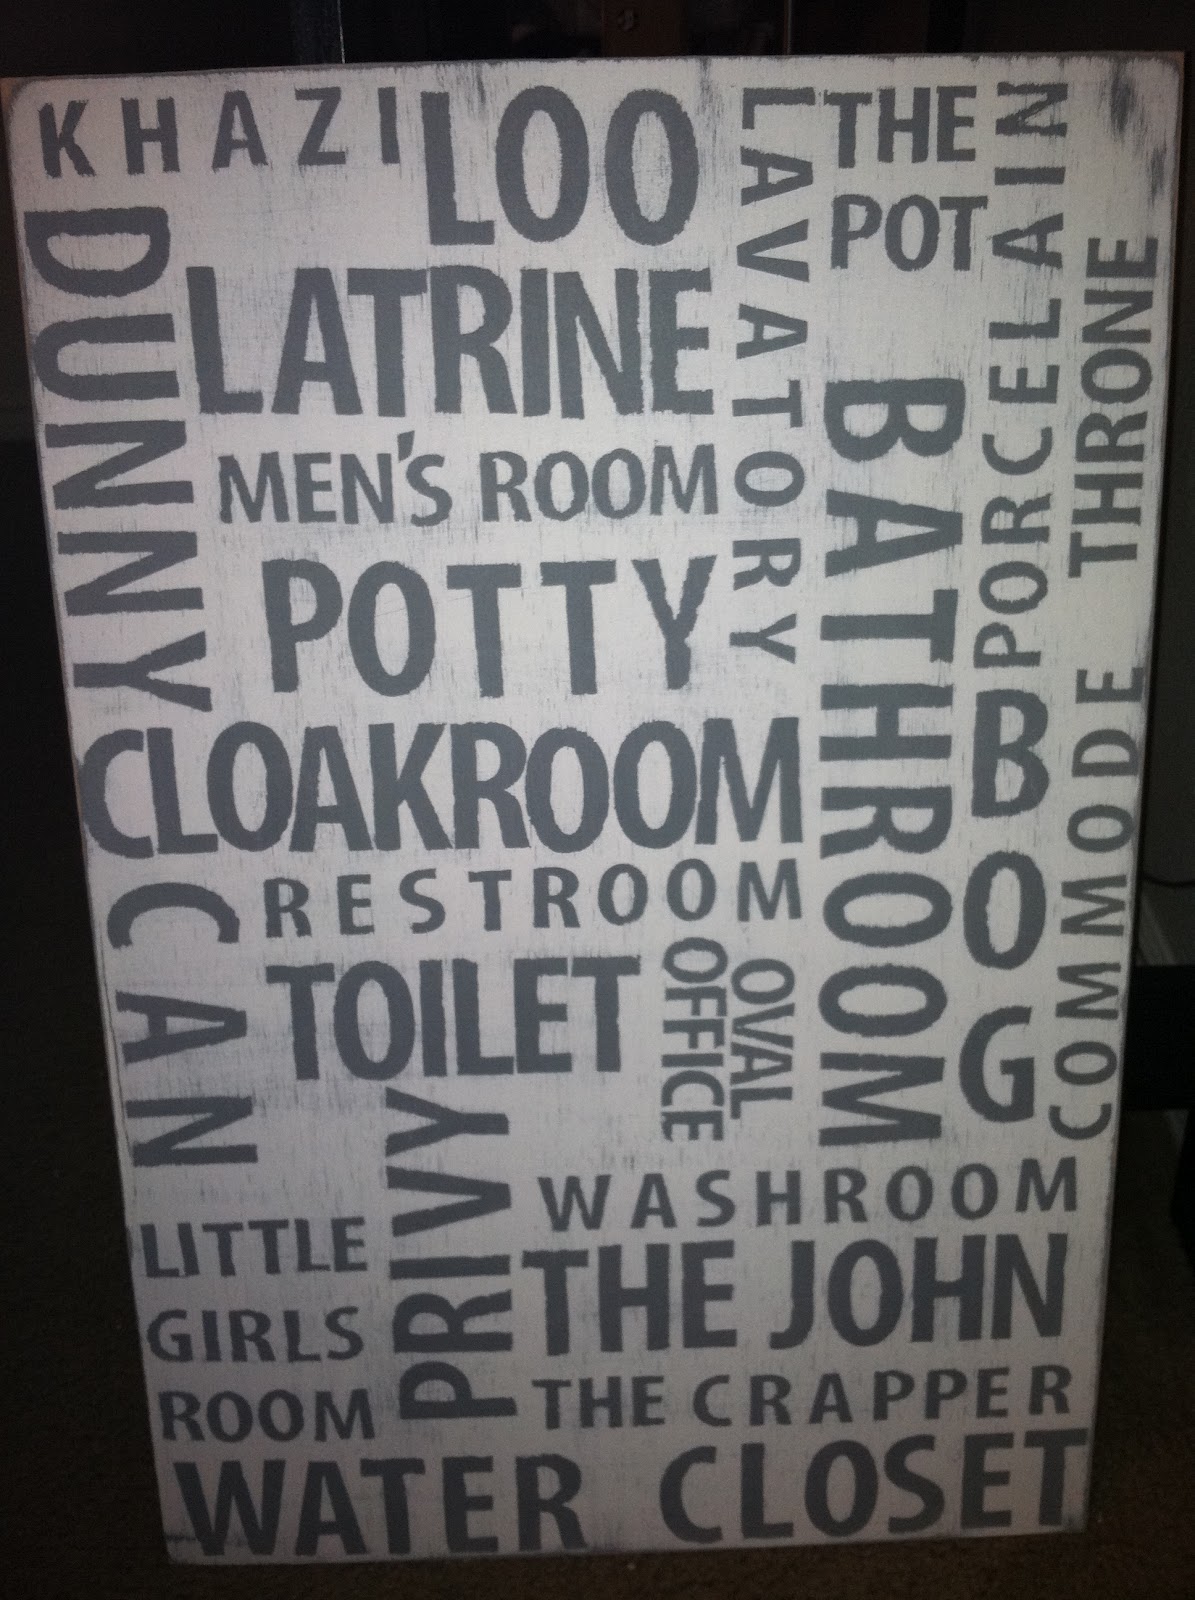 KHAZI
LOO
LAVATORY
THE
POT
PORCELAIN
THRONE
DUNNY
LATRINE
MEN'S ROOM
BATHROOM
POTTY
CLOAKROOM
BOG
COMMODE
CAN
RESTROOM
TOILET
OVAL
OFFICE
PRIVY
WASHROOM
LITTLE
GIRLS
ROOM
THE JOHN
THE CRAPPER
WATER CLOSET